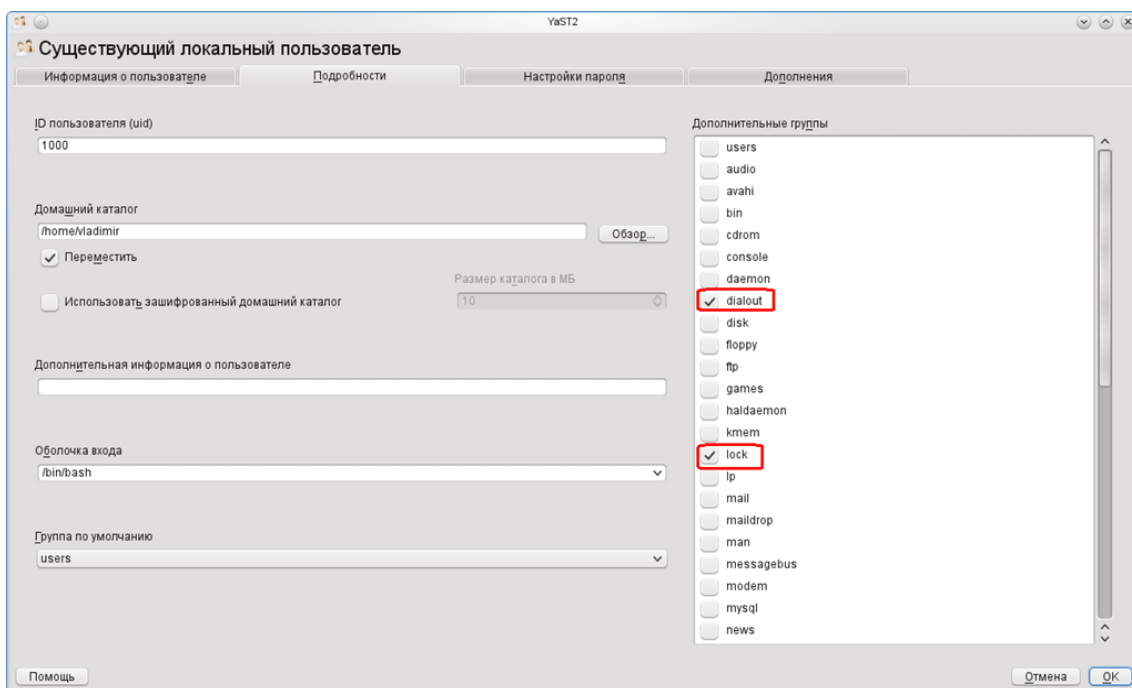 YaST2
Существующий локальный пользователь
Информация о пользователе
Подробности
Настройки пароля
Дополнения
ID пользователя (uid)
1000
Домашний каталог
/home/vladimir
Обзор...
Переместить
Размер каталога в МБ
Использовать зашифрованный домашний каталог
10
Дополнительная информация о пользователе
Оболочка входа
/bin/bash
Группа по умолчанию
users
Дополнительные группы
users
audio
avahi
bin
cdrom
console
daemon
dialout
disk
floppy
ftp
games
haldaemon
kmem
lock
lp
mail
maildrop
man
messagebus
modem
mysql
news
Помощь
Отмена
OK